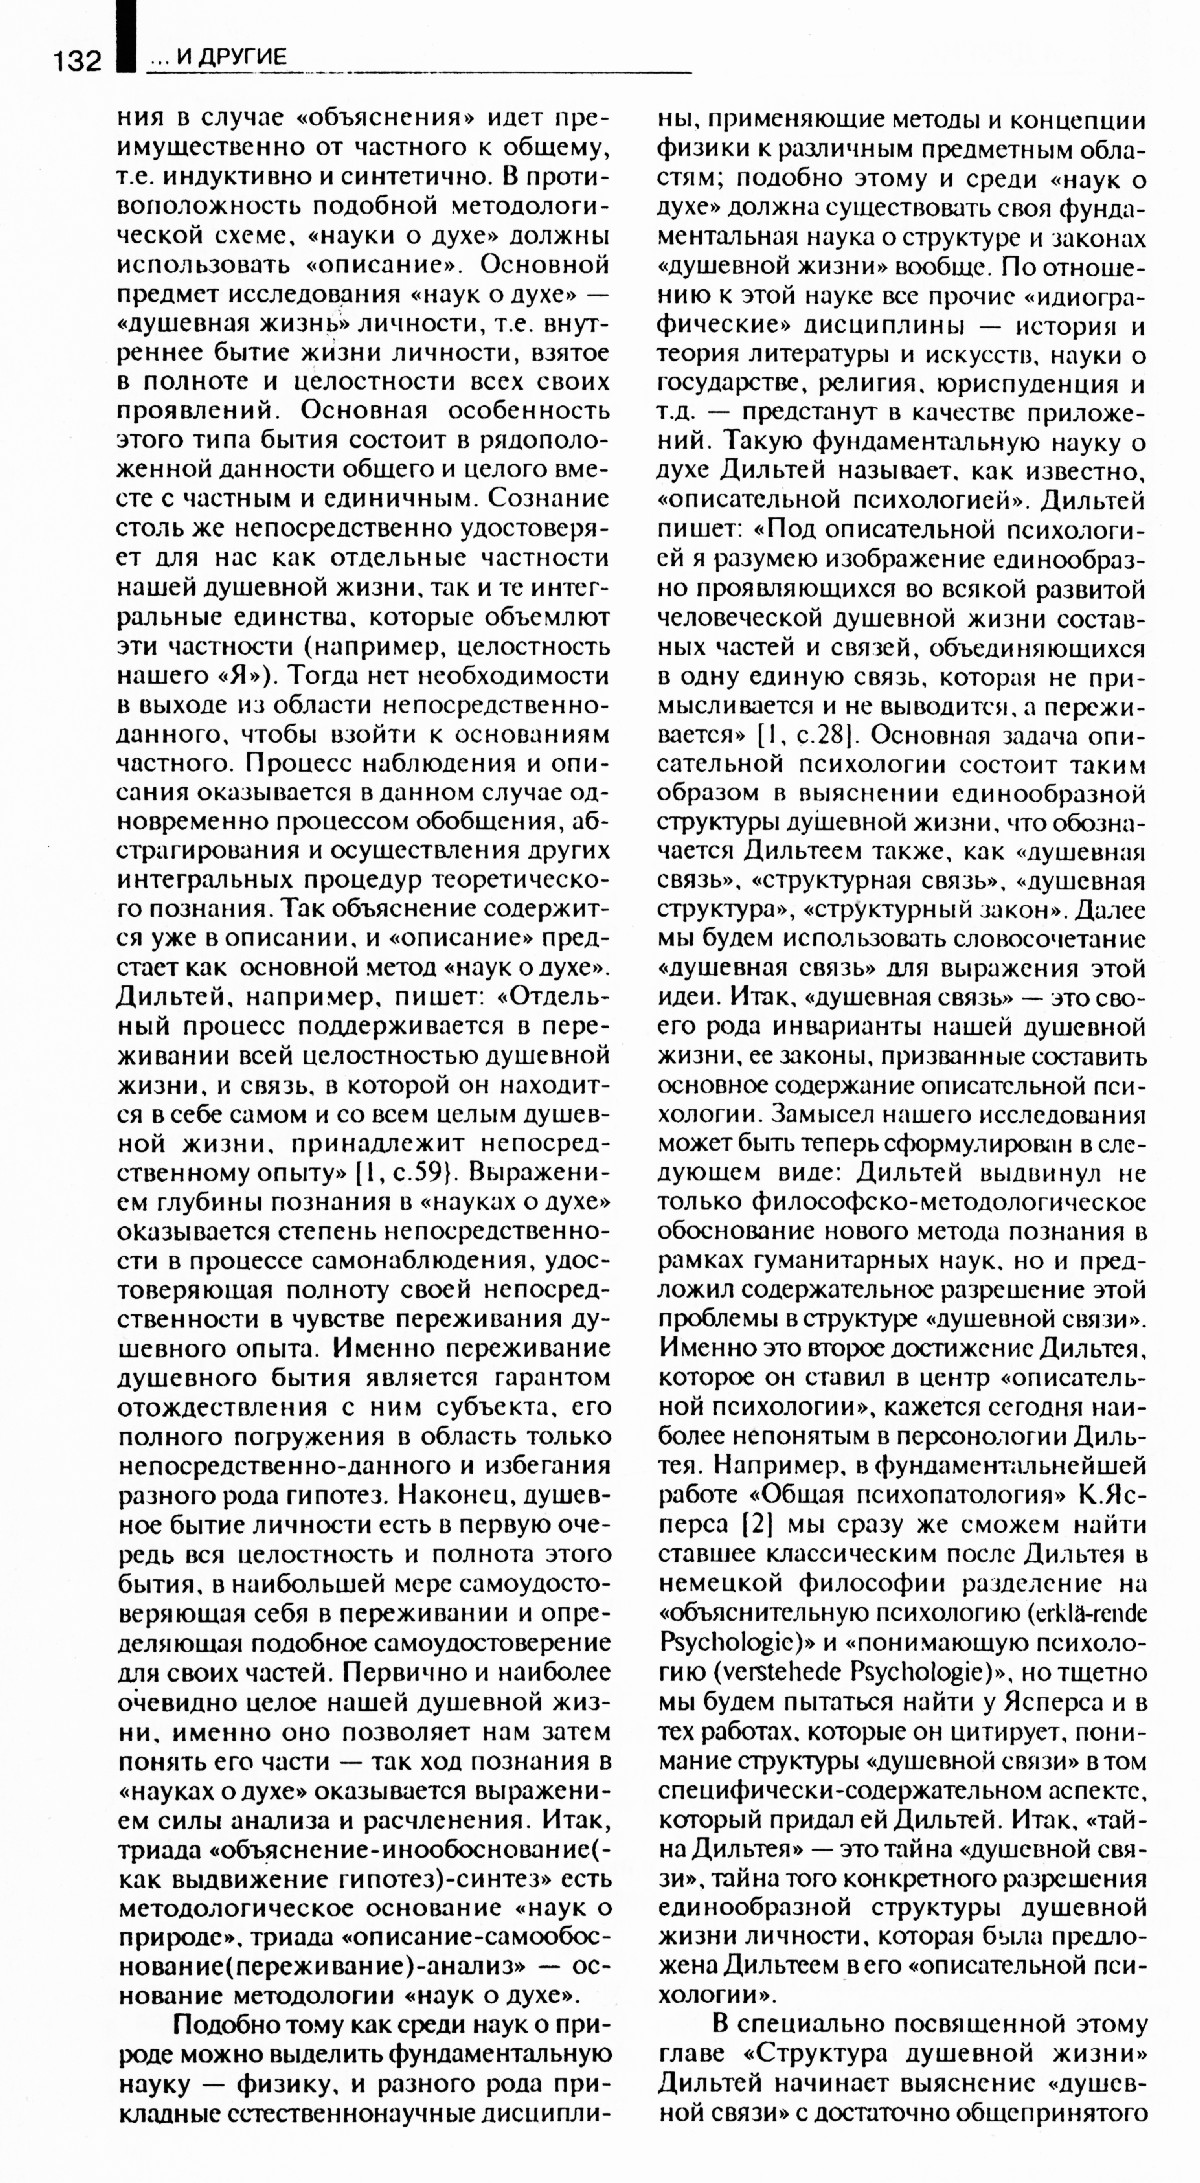 132
... И ДРУГИЕ
ния в случае «объяснения» идет пре-
имущественно от частного к общему,
т.е. индуктивно и синтетично. В проти-
воположность подобной методологи-
ческой схеме, «науки о духе» должны
использовать «описание». Основной
предмет исследования «наук о духе» —
«душевная жизнь» личности, т.е. внут-
реннее бытие жизни личности, взятое
в полноте и целостности всех своих
проявлений. Основная особенность
этого типа бытия состоит в рядополо-
женной данности общего и целого вме-
сте с частным и единичным. Сознание
столь же непосредственно удостоверя-
ет для нас как отдельные частности
нашей душевной жизни, так и те интег-
ральные единства, которые объемлют
эти частности (например, целостность
нашего «Я»). Тогда нет необходимости
в выходе из области непосредственно-
данного, чтобы взойти к основаниям
частного. Процесс наблюдения и опи-
сания оказывается в данном случае од-
новременно процессом обобщения, аб-
страгирования и осуществления других
интегральных процедур теоретическо-
го познания. Так объяснение содержит-
ся уже в описании, и «описание» пред-
стает как основной метод «наук о духе».
Дильтей, например, пишет: «Отдель-
ный процесс поддерживается в пере-
живании всей целостностью душевной
жизни, и связь, в которой он находит-
ся в себе самом и со всем целым душев-
ной жизни, принадлежит непосред-
ственному опыту» [1, с.59}. Выражени-
ем глубины познания в «науках о духе»
оказывается степень непосредственно-
сти в процессе самонаблюдения, удос-
товеряющая полноту своей непосред-
ственности в чувстве переживания ду-
шевного опыта. Именно переживание
душевного бытия является гарантом
отождествления с ним субъекта, его
полного погружения в область только
непосредственно-данного и избегания
разного рода гипотез. Наконец, душев-
ное бытие личности есть в первую оче-
редь вся целостность и полнота этого
бытия, в наибольшей мере самоудосто-
веряющая себя в переживании и опре-
деляющая подобное самоудостоверение
для своих частей. Первично и наиболее
очевидно целое нашей душевной жиз-
ни, именно оно позволяет нам затем
понять его части — так ход познания в
«науках о духе» оказывается выражени-
ем силы анализа и расчленения. Итак,
триада «объяснение-инообоснование(-
как выдвижение гипотез)-синтез» есть
методологическое основание «наук о
природе», триада «описание-самообос-
нование(переживание)-анализ» — ос-
нование методологии «наук о духе».
Подобно тому как среди наук о при-
роде можно выделить фундаментальную
науку — физику, и разного рода при-
кладные естественнонаучные дисципли-
ны, применяющие методы и концепции
физики к различным предметным обла-
стям; подобно этому и среди «наук о
духе» должна существовать своя фунда-
ментальная наука о структуре и законах
«душевной жизни» вообще. По отноше-
нию к этой науке все прочие «идиогра-
фические» дисциплины — история и
теория литературы и искусств, науки о
государстве, религия, юриспуденция и
т.д. — предстанут в качестве приложе-
ний. Такую фундаментальную науку о
духе Дильтей называет, как известно,
«описательной психологией». Дильтей
пишет: «Под описательной психологи-
ей я разумею изображение единообраз-
но проявляющихся во всякой развитой
человеческой душевной жизни состав-
ных частей и связей, объединяющихся
в одну единую связь, которая не при-
мысливается и не выводится, а пережи-
вается» [1, с.28]. Основная задача опи-
сательной психологии состоит таким
образом в выяснении единообразной
структуры душевной жизни, что обозна-
чается Дильтеем также, как «душевная
связь», «структурная связь», «душевная
структура», «структурный закон». Далее
мы будем использовать словосочетание
«душевная связь» для выражения этой
идеи. Итак, «душевная связь» — это сво-
его рода инварианты нашей душевной
жизни, ее законы, призванные составить
основное содержание описательной пси-
хологии. Замысел нашего исследования
может быть теперь сформулирован в сле-
дующем виде: Дильтей выдвинул не
только философско-методологическое
обоснование нового метода познания в
рамках гуманитарных наук, но и пред-
ложил содержательное разрешение этой
проблемы в структуре «душевной связи».
Именно это второе достижение Дильтея,
которое он ставил в центр «описатель-
ной психологии», кажется сегодня наи-
более непонятым в персонологии Диль-
тея. Например, в фундаментальнейшей
работе «Общая психопатология» К.Яс-
перса [2] мы сразу же сможем найти
ставшее классическим после Дильтея в
немецкой философии разделение на
«объяснительную психологию (erklä-rende
Psychologie)» и «понимающую психоло-
гию (verstehede Psychologie)», но тщетно
мы будем пытаться найти у Ясперса и в
тех работах, которые он цитирует, пони-
мание структуры «душевной связи» в том
специфически-содержательном аспекте,
который придал ей Дильтей. Итак, «тай-
на Дильтея» — это тайна «душевной свя-
зи», тайна того конкретного разрешения
единообразной структуры душевной
жизни личности, которая была предло-
жена Дильтеем в его «описательной пси-
хологии».
В специально посвященной этому
главе «Структура душевной жизни»
Дильтей начинает выяснение «душев-
ной связи» с достаточно общепринятого